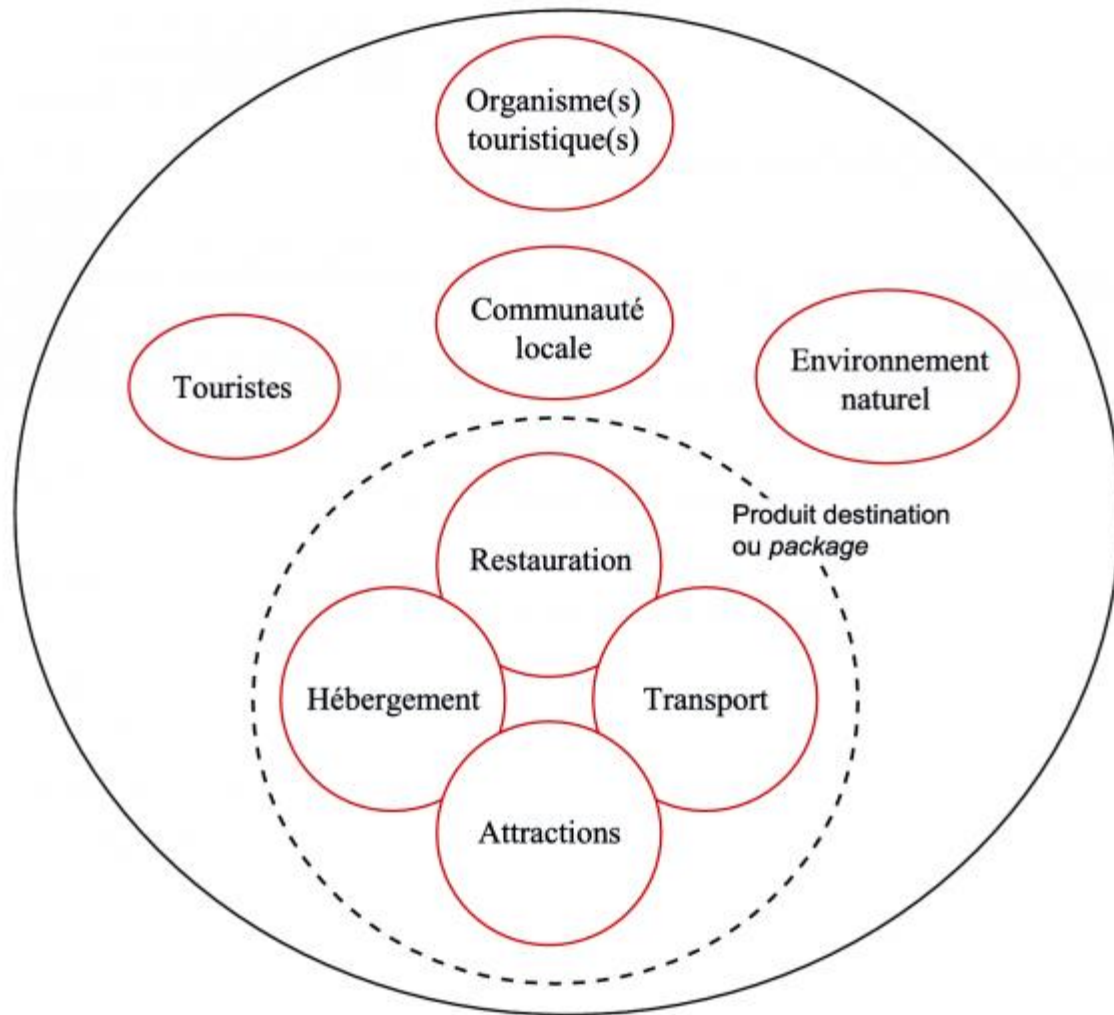 Organisme(s)
touristique(s)
Communauté
locale
Touristes
Environnement
naturel
Produit destination
ou package
Restauration
Hébergement
Transport
Attractions